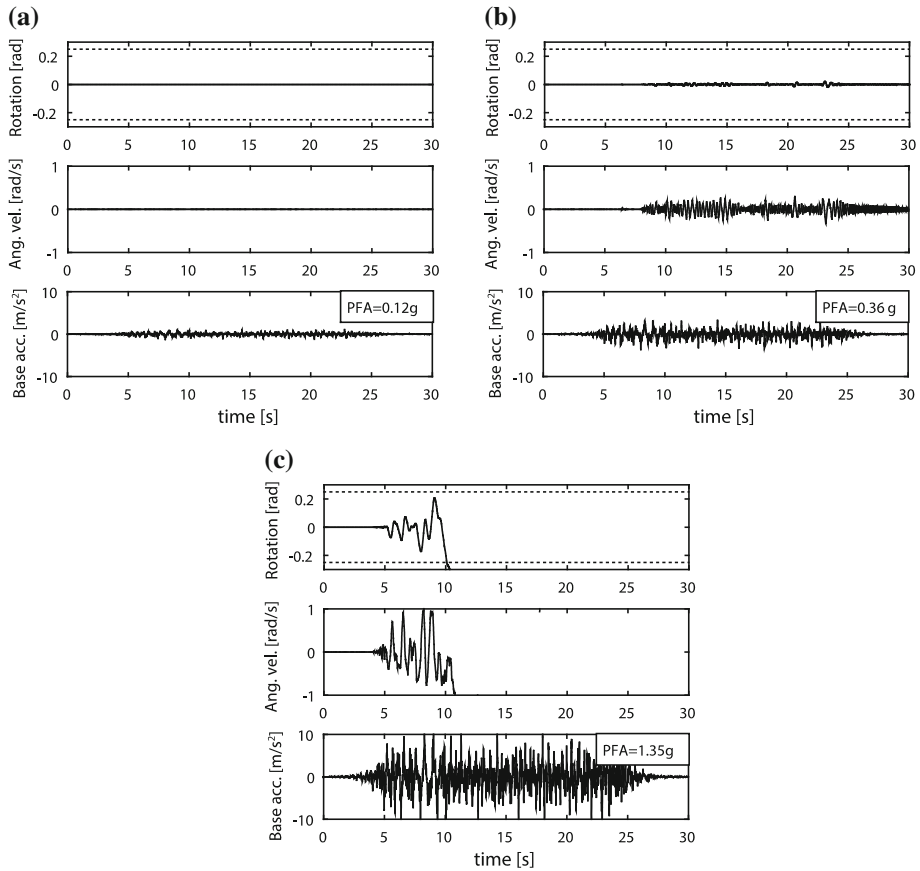 (a)
Rotation [rad]
0.2
0
-0.2
0 5 10 15 20 25 30
Ang. vel. [rad/s]
1
0
-1
0 5 10 15 20 25 30
Base acc. [m/s²]
10
0
-10
PFA=0.12g
0 5 10 15 20 25 30
time [s]
(b)
Rotation [rad]
0.2
0
-0.2
0 5 10 15 20 25 30
Ang. vel. [rad/s]
1
0
-1
0 5 10 15 20 25 30
Base acc. [m/s²]
10
0
-10
PFA=0.36 g
0 5 10 15 20 25 30
time [s]
(c)
Rotation [rad]
0.2
0
-0.2
0 5 10 15 20 25 30
Ang. vel. [rad/s]
1
0
-1
0 5 10 15 20 25 30
Base acc. [m/s²]
10
0
-10
PFA=1.35g
0 5 10 15 20 25 30
time [s]